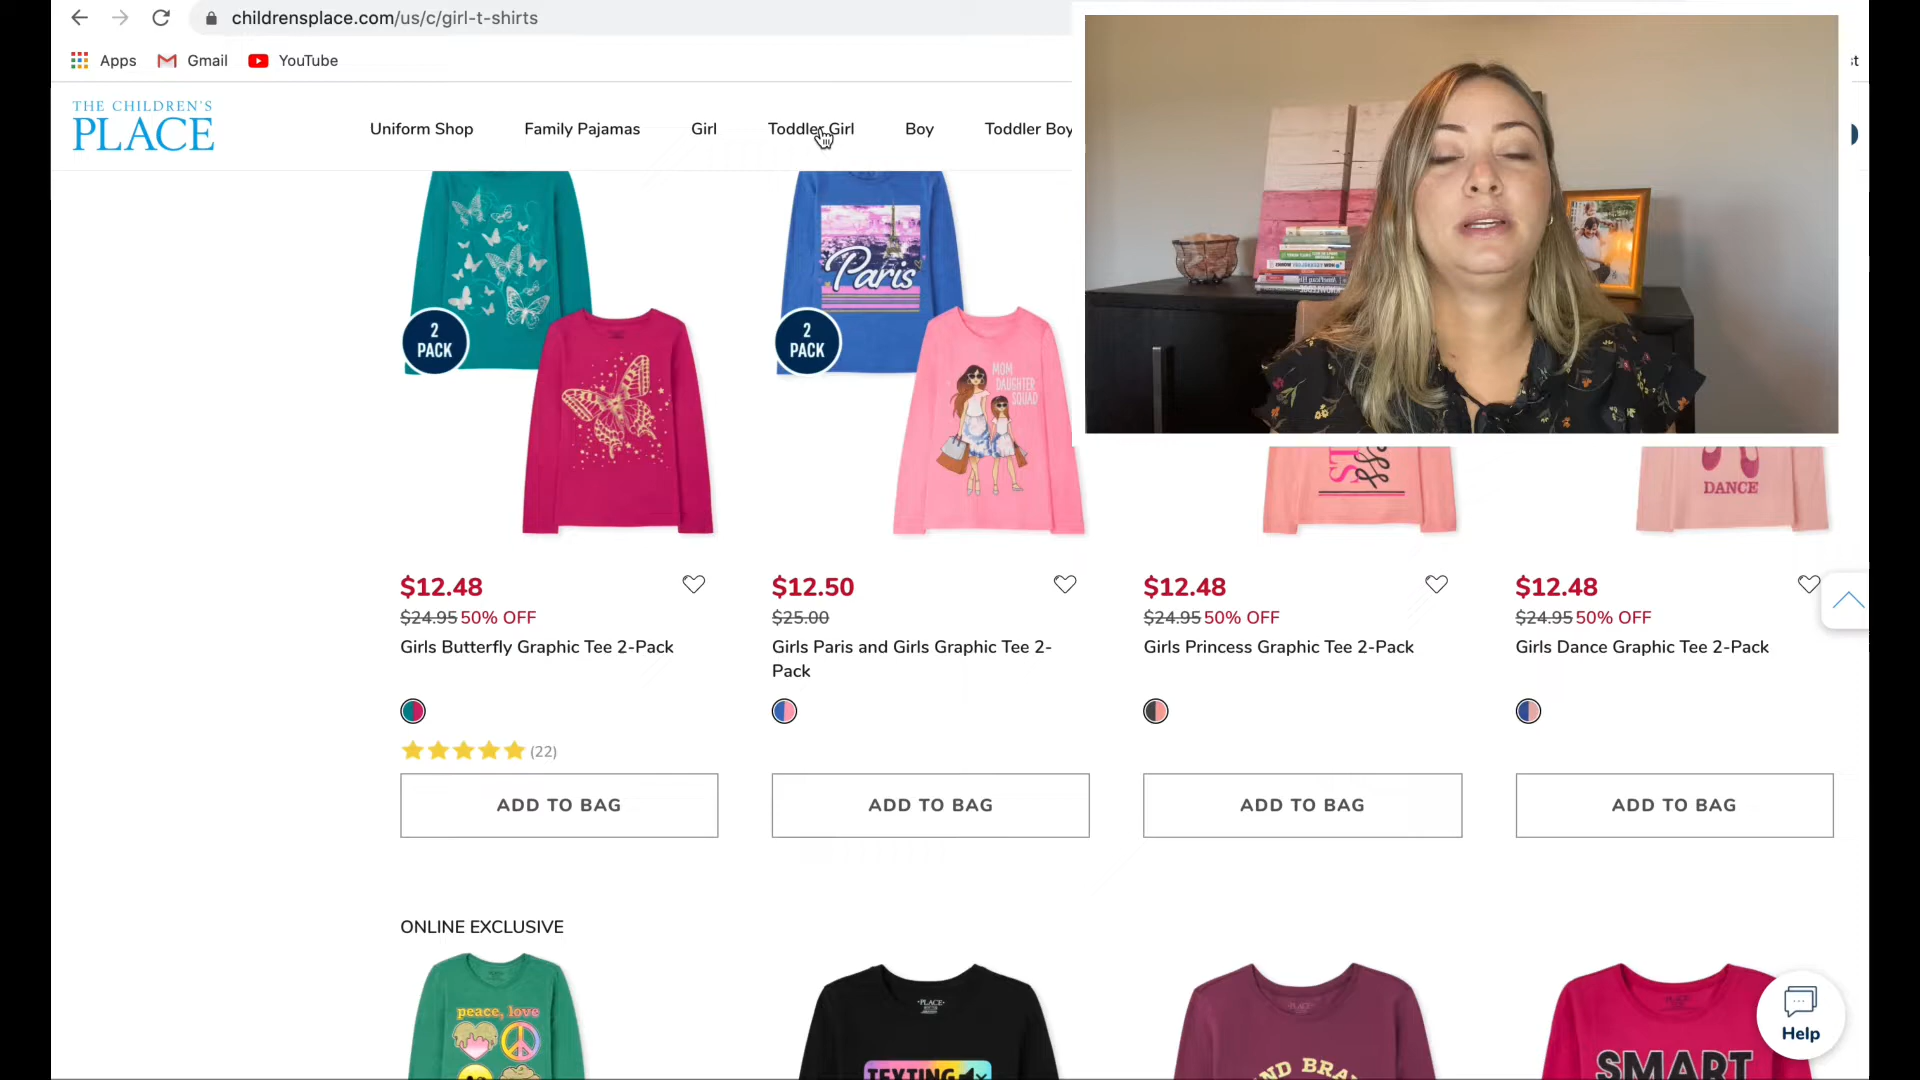 childrensplace.com/us/c/girl-t-shirts
Apps Gmail YouTube
st
THE CHILDREN'S
PLACE
Uniform Shop Family Pajamas Girl Toddler Girl Boy Toddler Boy
2
PACK
Paris
2
PACK
MOM
DAUGHTER
SQUAD
DANCE
$12.48
$24.95 50% OFF
Girls Butterfly Graphic Tee 2-Pack
(22)
ADD TO BAG
$12.50
$25.00
Girls Paris and Girls Graphic Tee 2-
Pack
ADD TO BAG
$12.48
$24.95 50% OFF
Girls Princess Graphic Tee 2-Pack
ADD TO BAG
$12.48
$24.95 50% OFF
Girls Dance Graphic Tee 2-Pack
ADD TO BAG
ONLINE EXCLUSIVE
peace, love
PLACE
TEXTING
SMART
Help